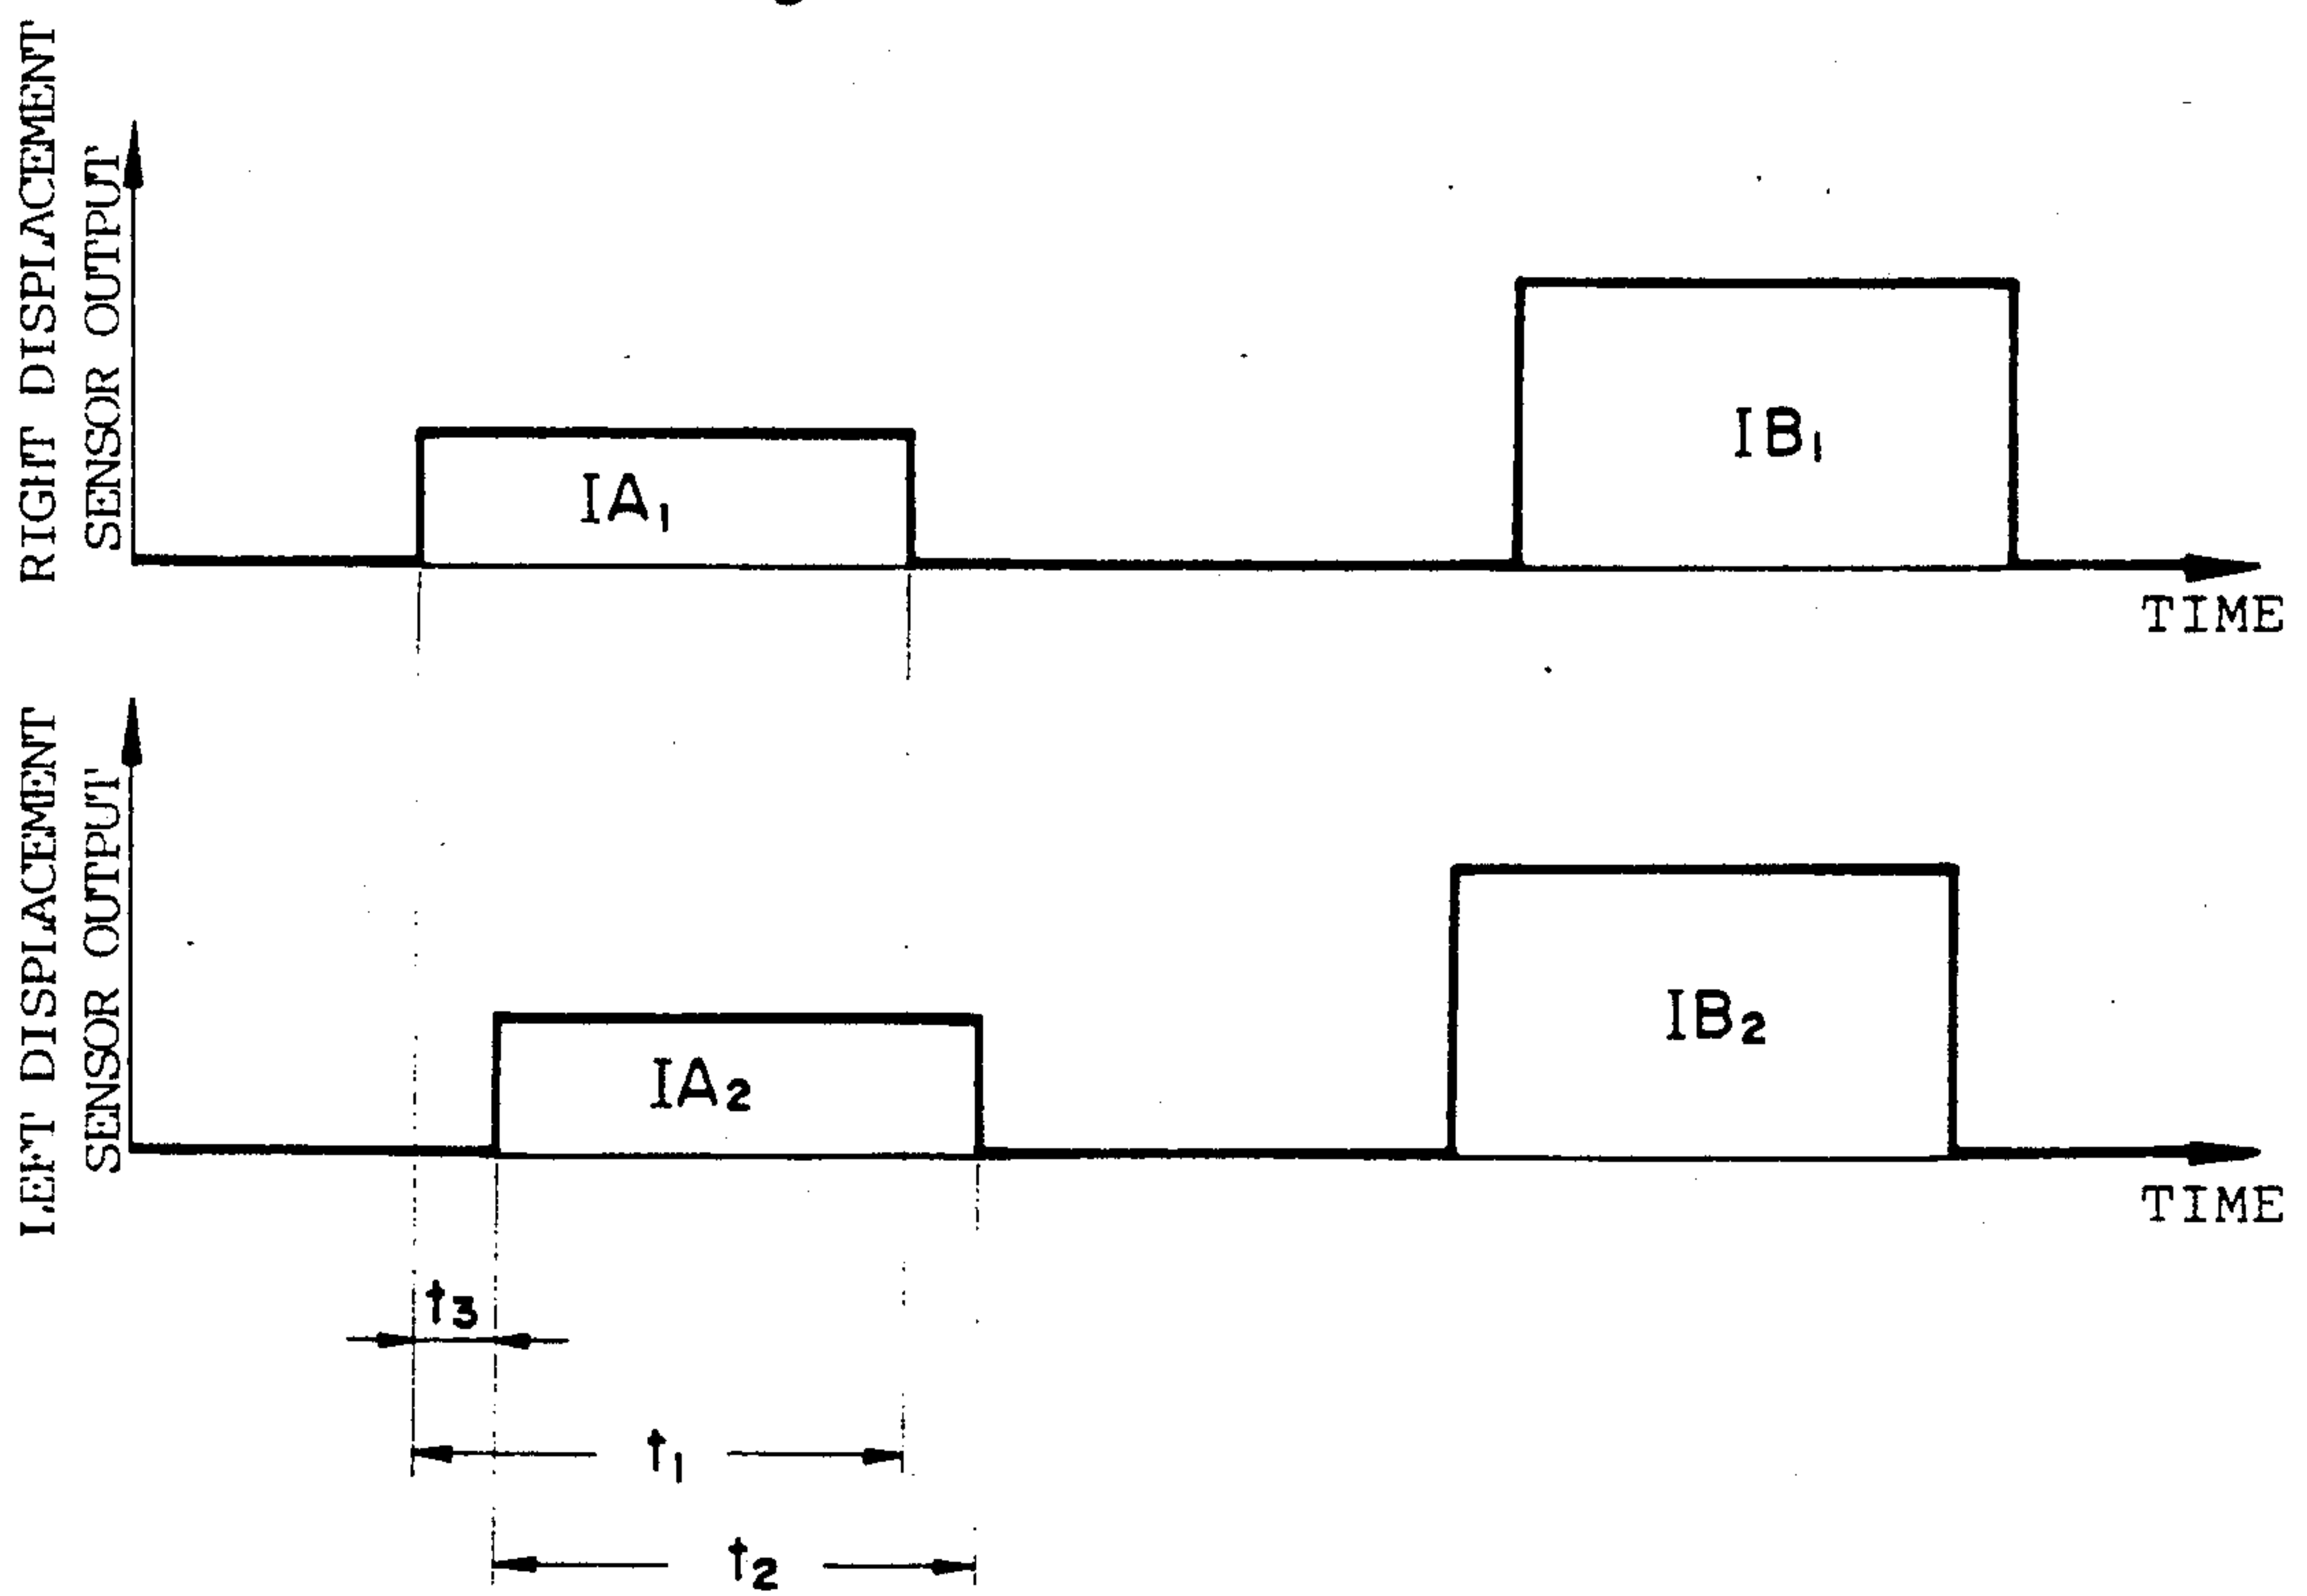 RIGHT DISPLACEMENT
SENSOR OUTPUT
IA₁
IB₁
TIME
LEFT DISPLACEMENT
SENSOR OUTPUT
IA₂
IB₂
TIME
t₃
t₁
t₂